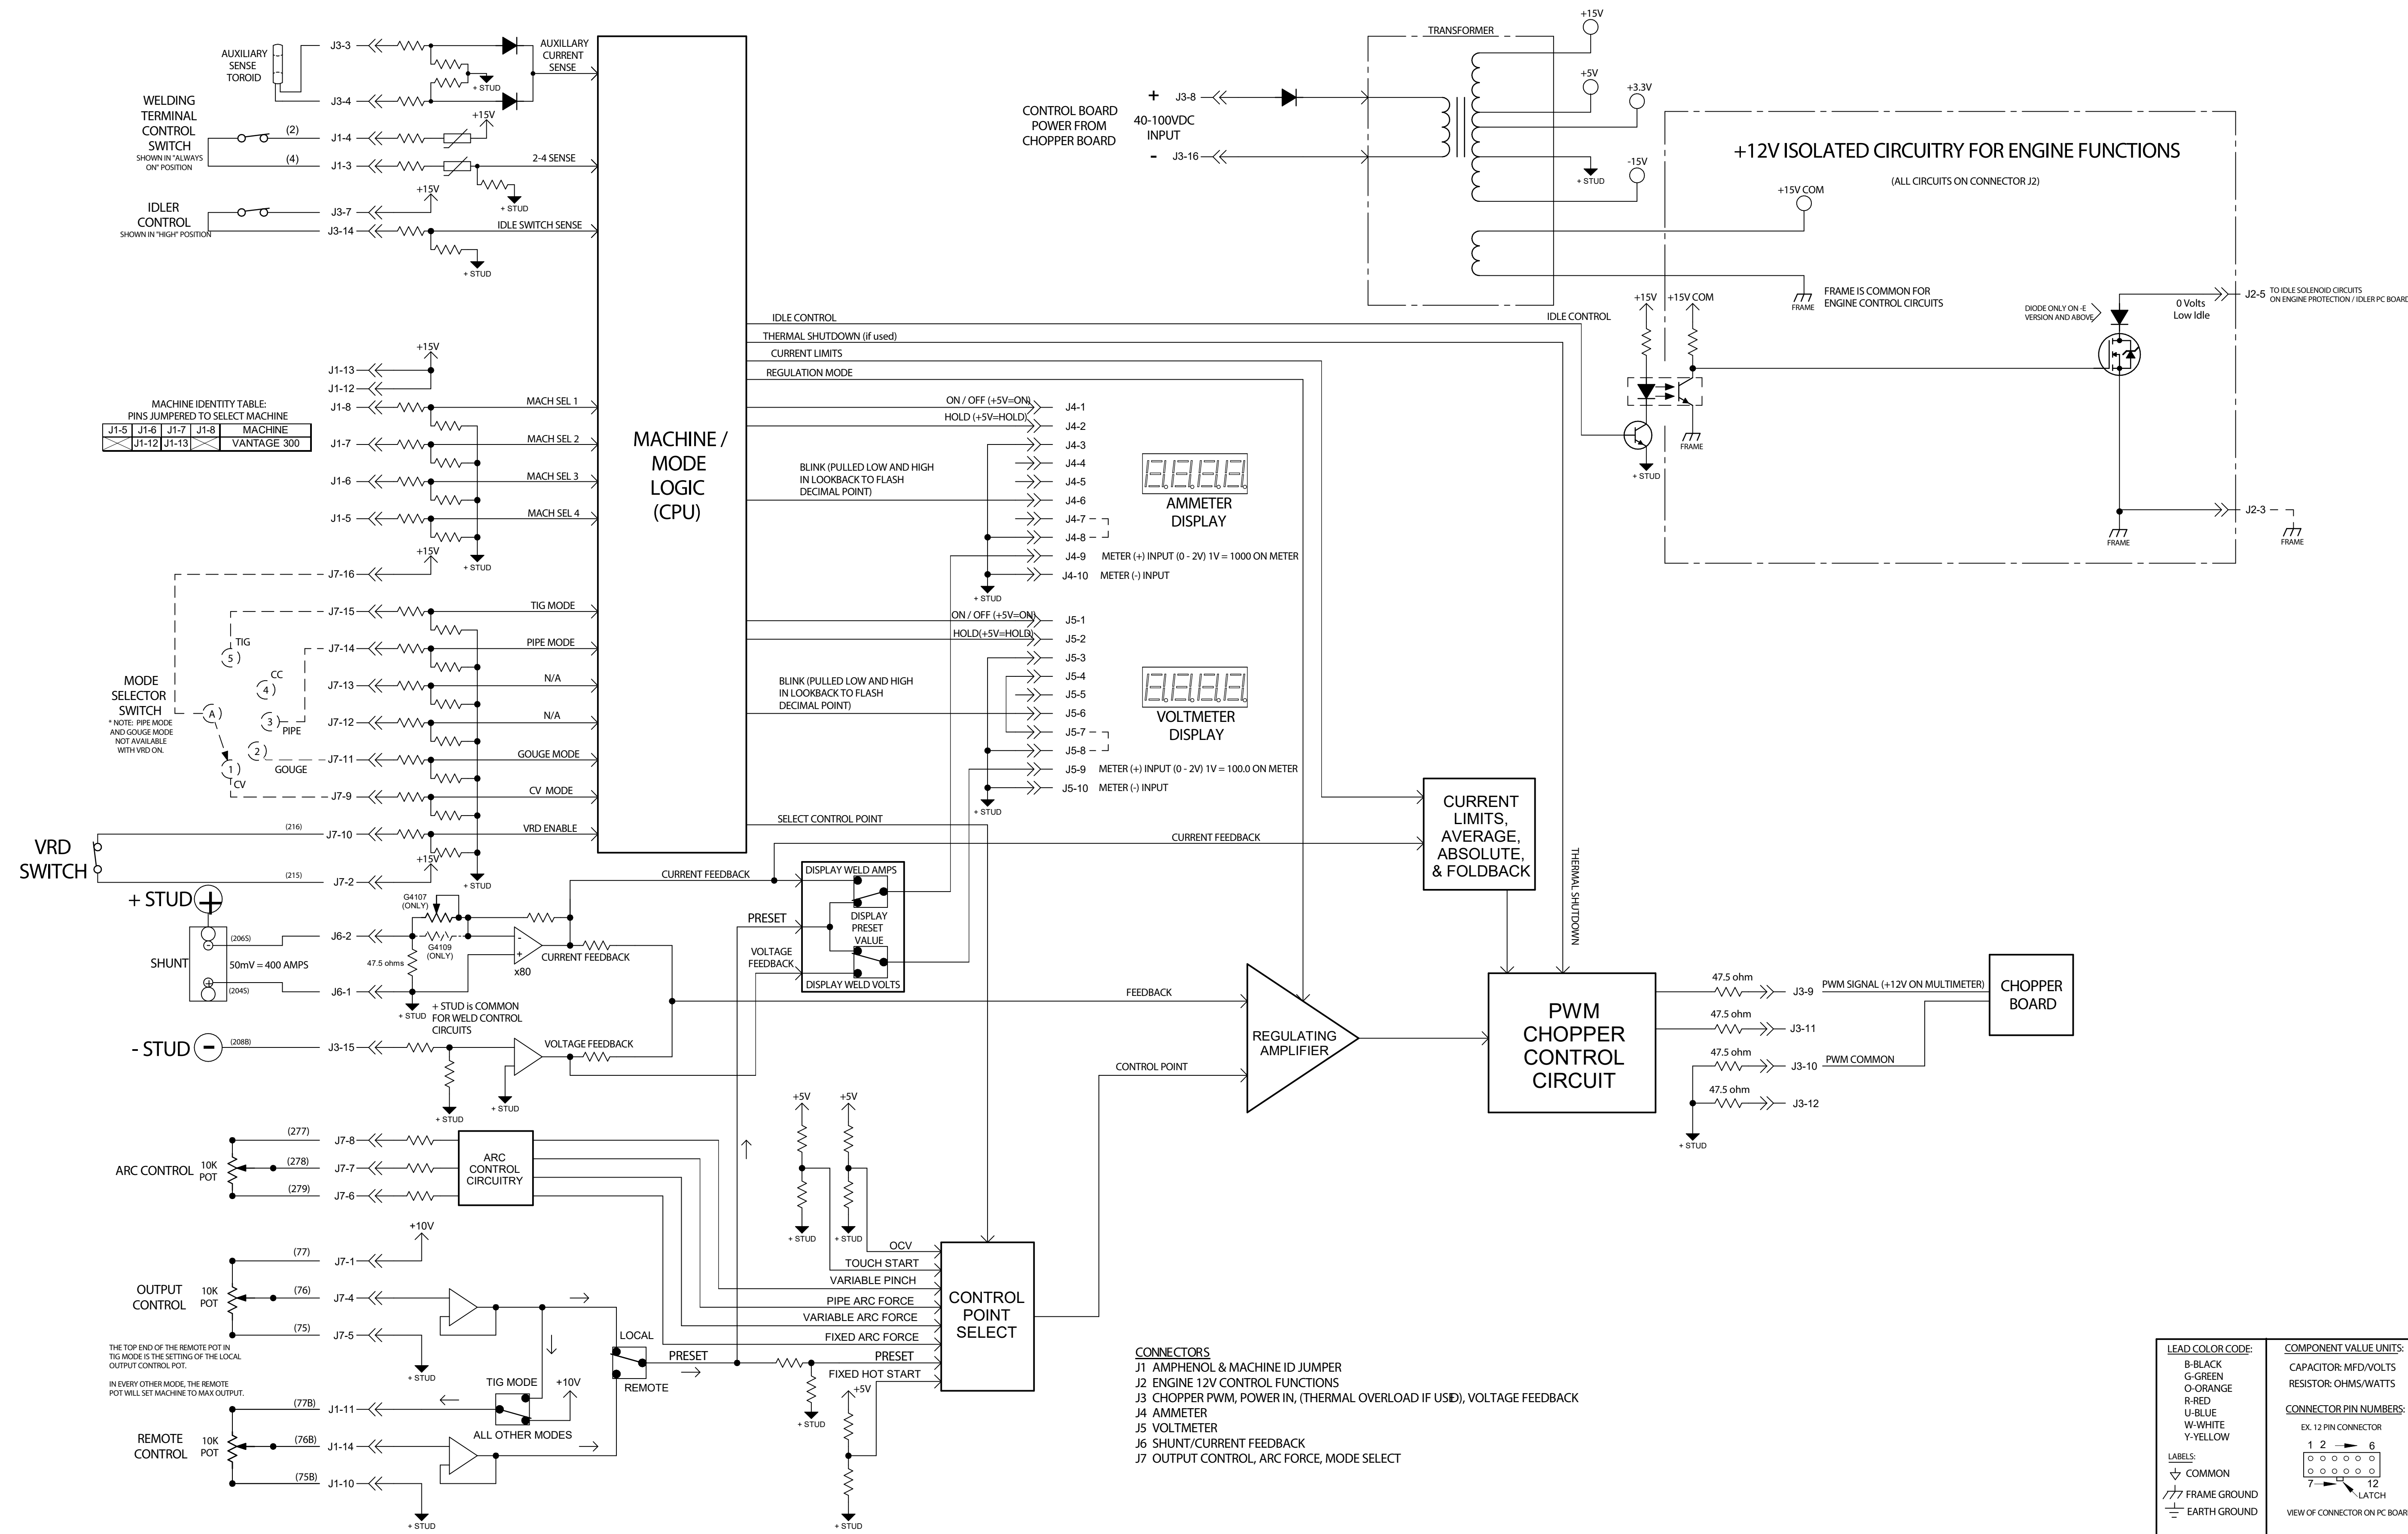 AUXILIARY
SENSE
TOROID
J3-3
J3-4
AUXILLARY
CURRENT
SENSE
+ STUD
WELDING
TERMINAL
CONTROL
SWITCH
SHOWN IN "ALWAYS
ON" POSITION
(2)
J1-4
+15V
(4)
J1-3
2-4 SENSE
+ STUD
IDLER
CONTROL
SHOWN IN "HIGH" POSITION
J3-7
+15V
J3-14
IDLE SWITCH SENSE
+ STUD
MACHINE IDENTITY TABLE:
PINS JUMPERED TO SELECT MACHINE
J1-5 J1-6 J1-7 J1-8 MACHINE
J1-12 J1-13 VANTAGE 300
+15V
J1-13
J1-12
J1-8
MACH SEL 1
J1-7
MACH SEL 2
J1-6
MACH SEL 3
J1-5
MACH SEL 4
+ STUD
+15V
J7-16
J7-15
TIG MODE
J7-14
PIPE MODE
J7-13
N/A
J7-12
N/A
J7-11
GOUGE MODE
J7-9
CV MODE
MODE
SELECTOR
SWITCH
* NOTE: PIPE MODE
AND GOUGE MODE
NOT AVAILABLE
WITH VRD ON.
A
TIG
5
CC
4
3
PIPE
2
GOUGE
1
CV
VRD
SWITCH
(216)
J7-10
VRD ENABLE
+15V
(215)
J7-2
+ STUD
MACHINE /
MODE
LOGIC
(CPU)
+ STUD
SHUNT
50mV = 400 AMPS
(206S)
J6-2
(204S)
J6-1
G4107
(ONLY)
G4109
(ONLY)
47.5 ohms
-
+
x80
CURRENT FEEDBACK
CURRENT FEEDBACK
+ STUD
+ STUD is COMMON
FOR WELD CONTROL
CIRCUITS
- STUD
(208B)
J3-15
VOLTAGE FEEDBACK
+ STUD
+ STUD
ARC CONTROL
10K
POT
(277)
J7-8
(278)
J7-7
(279)
J7-6
ARC
CONTROL
CIRCUITRY
OUTPUT
CONTROL
10K
POT
(77)
J7-1
+10V
(76)
J7-4
(75)
J7-5
+ STUD
THE TOP END OF THE REMOTE POT IN
TIG MODE IS THE SETTING OF THE LOCAL
OUTPUT CONTROL POT.
IN EVERY OTHER MODE, THE REMOTE
POT WILL SET MACHINE TO MAX OUTPUT.
REMOTE
CONTROL
10K
POT
(77B)
J1-11
(76B)
J1-14
(75B)
J1-10
+ STUD
TIG MODE
+10V
ALL OTHER MODES
LOCAL
REMOTE
PRESET
IDLE CONTROL
THERMAL SHUTDOWN (if used)
CURRENT LIMITS
REGULATION MODE
ON / OFF (+5V=ON)
HOLD (+5V=HOLD)
BLINK (PULLED LOW AND HIGH
IN LOOKBACK TO FLASH
DECIMAL POINT)
J4-1
J4-2
J4-3
J4-4
J4-5
J4-6
J4-7
J4-8
J4-9 METER (+) INPUT (0 - 2V) 1V = 1000 ON METER
J4-10 METER (-) INPUT
+ STUD
AMMETER
DISPLAY
ON / OFF (+5V=ON)
HOLD(+5V=HOLD)
BLINK (PULLED LOW AND HIGH
IN LOOKBACK TO FLASH
DECIMAL POINT)
J5-1
J5-2
J5-3
J5-4
J5-5
J5-6
J5-7
J5-8
J5-9 METER (+) INPUT (0 - 2V) 1V = 100.0 ON METER
J5-10 METER (-) INPUT
+ STUD
VOLTMETER
DISPLAY
SELECT CONTROL POINT
CURRENT FEEDBACK
DISPLAY WELD AMPS
DISPLAY
PRESET
VALUE
DISPLAY WELD VOLTS
PRESET
VOLTAGE
FEEDBACK
FEEDBACK
CONTROL POINT
+5V
+5V
+ STUD
+ STUD
OCV
TOUCH START
VARIABLE PINCH
PIPE ARC FORCE
VARIABLE ARC FORCE
FIXED ARC FORCE
PRESET
FIXED HOT START
+5V
+ STUD
+ STUD
CONTROL
POINT
SELECT
REGULATING
AMPLIFIER
CURRENT
LIMITS,
AVERAGE,
ABSOLUTE,
& FOLDBACK
THERMAL SHUTDOWN
PWM
CHOPPER
CONTROL
CIRCUIT
47.5 ohm
J3-9
PWM SIGNAL (+12V ON MULTIMETER)
47.5 ohm
J3-11
47.5 ohm
J3-10
PWM COMMON
47.5 ohm
J3-12
+ STUD
CHOPPER
BOARD
CONTROL BOARD
POWER FROM
CHOPPER BOARD
+
J3-8
40-100VDC
INPUT
-
J3-16
TRANSFORMER
+15V
+5V
+3.3V
+ STUD
-15V
+12V ISOLATED CIRCUITRY FOR ENGINE FUNCTIONS
(ALL CIRCUITS ON CONNECTOR J2)
+15V COM
FRAME
FRAME IS COMMON FOR
ENGINE CONTROL CIRCUITS
IDLE CONTROL
+15V
+15V COM
FRAME
+ STUD
DIODE ONLY ON -E
VERSION AND ABOVE
0 Volts
Low Idle
J2-5
TO IDLE SOLENOID CIRCUITS
ON ENGINE PROTECTION / IDLER PC BOARD
J2-3
FRAME
FRAME
CONNECTORS
J1 AMPHENOL & MACHINE ID JUMPER
J2 ENGINE 12V CONTROL FUNCTIONS
J3 CHOPPER PWM, POWER IN, (THERMAL OVERLOAD IF USED), VOLTAGE FEEDBACK
J4 AMMETER
J5 VOLTMETER
J6 SHUNT/CURRENT FEEDBACK
J7 OUTPUT CONTROL, ARC FORCE, MODE SELECT
LEAD COLOR CODE:
B-BLACK
G-GREEN
O-ORANGE
R-RED
U-BLUE
W-WHITE
Y-YELLOW
LABELS:
COMMON
FRAME GROUND
EARTH GROUND
COMPONENT VALUE UNITS:
CAPACITOR: MFD/VOLTS
RESISTOR: OHMS/WATTS
CONNECTOR PIN NUMBERS:
EX. 12 PIN CONNECTOR
1 2 6
7 12
LATCH
VIEW OF CONNECTOR ON PC BOARD